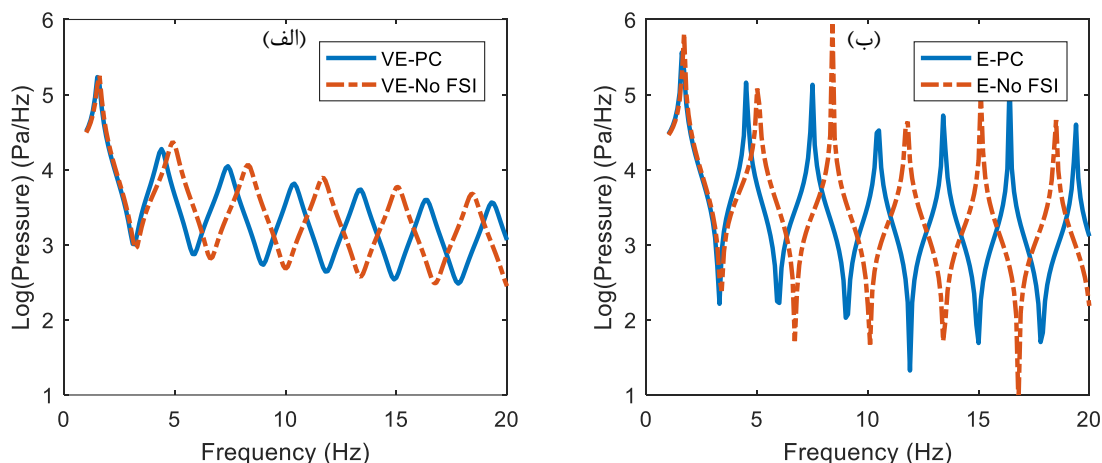 (الف)
VE-PC
VE-No FSI
Log(Pressure) (Pa/Hz)
6
5
4
3
2
1
0 5 10 15 20
Frequency (Hz)
(ب)
E-PC
E-No FSI
Log(Pressure) (Pa/Hz)
6
5
4
3
2
1
0 5 10 15 20
Frequency (Hz)